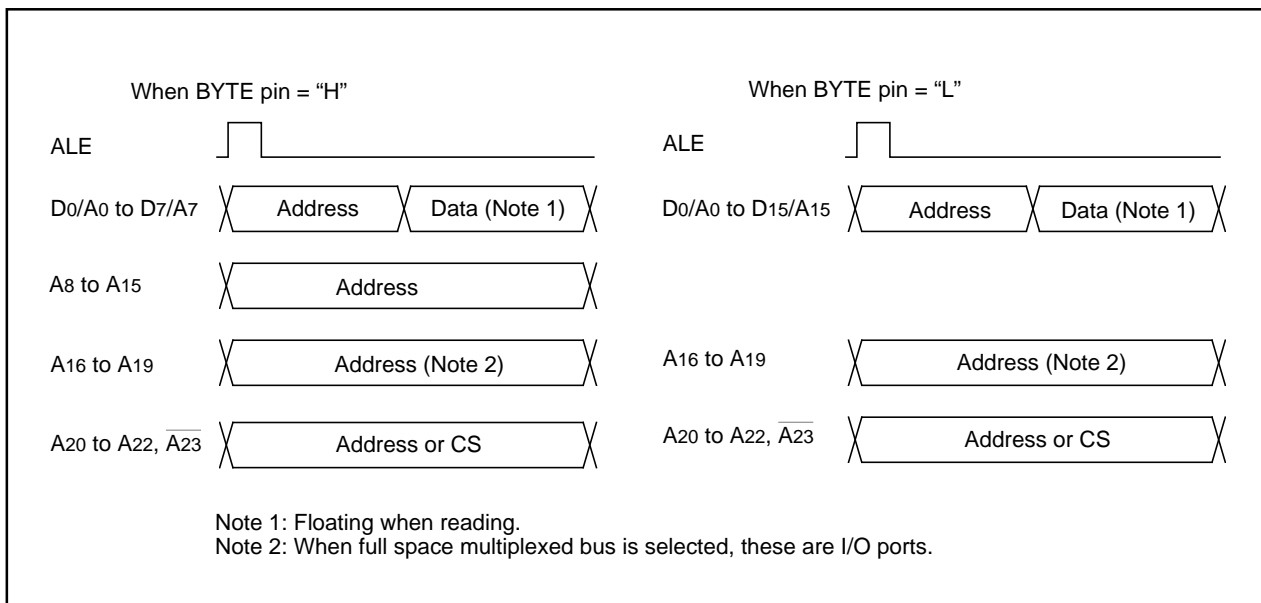 When BYTE pin = “H”
ALE
D0/A0 to D7/A7
Address
Data (Note 1)
A8 to A15
Address
A16 to A19
Address (Note 2)
A20 to A22, A23
Address or CS
When BYTE pin = “L”
ALE
D0/A0 to D15/A15
Address
Data (Note 1)
A16 to A19
Address (Note 2)
A20 to A22, A23
Address or CS
Note 1: Floating when reading.
Note 2: When full space multiplexed bus is selected, these are I/O ports.